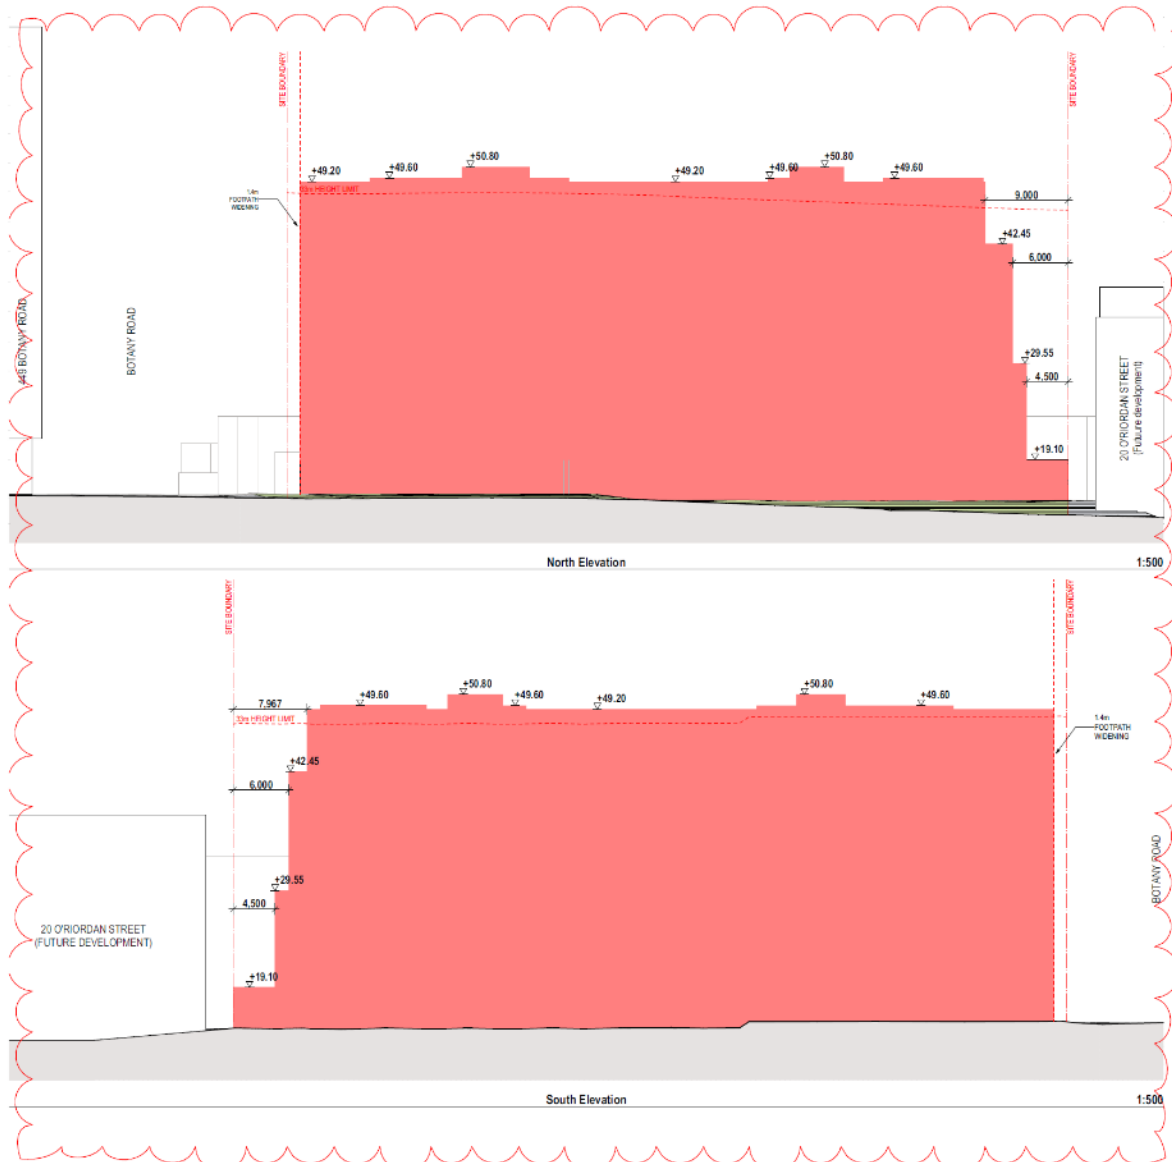 SITE BOUNDARY
SITE BOUNDARY
+50.80
+50.80
+49.20
+49.60
+49.20
+49.60
+49.60
33m HEIGHT LIMIT
1.4m
FOOTPATH
WIDENING
9.000
+42.45
6,000
449 BOTANY ROAD
BOTANY ROAD
+29.55
4,500
20 O'RIORDAN STREET
(Futuure development)
+19.10
North Elevation
1:500
SITE BOUNDARY
SITE BOUNDARY
+50.80
+50.80
7.967
+49.60
+49.60
+49.20
+49.60
33m HEIGHT LIMIT
1.4m
FOOTPATH
WIDENING
+42.45
6,000
BOTANY ROAD
+29.55
4,500
20 O'RIORDAN STREET
(FUTURE DEVELOPMENT)
+19.10
South Elevation
1:500